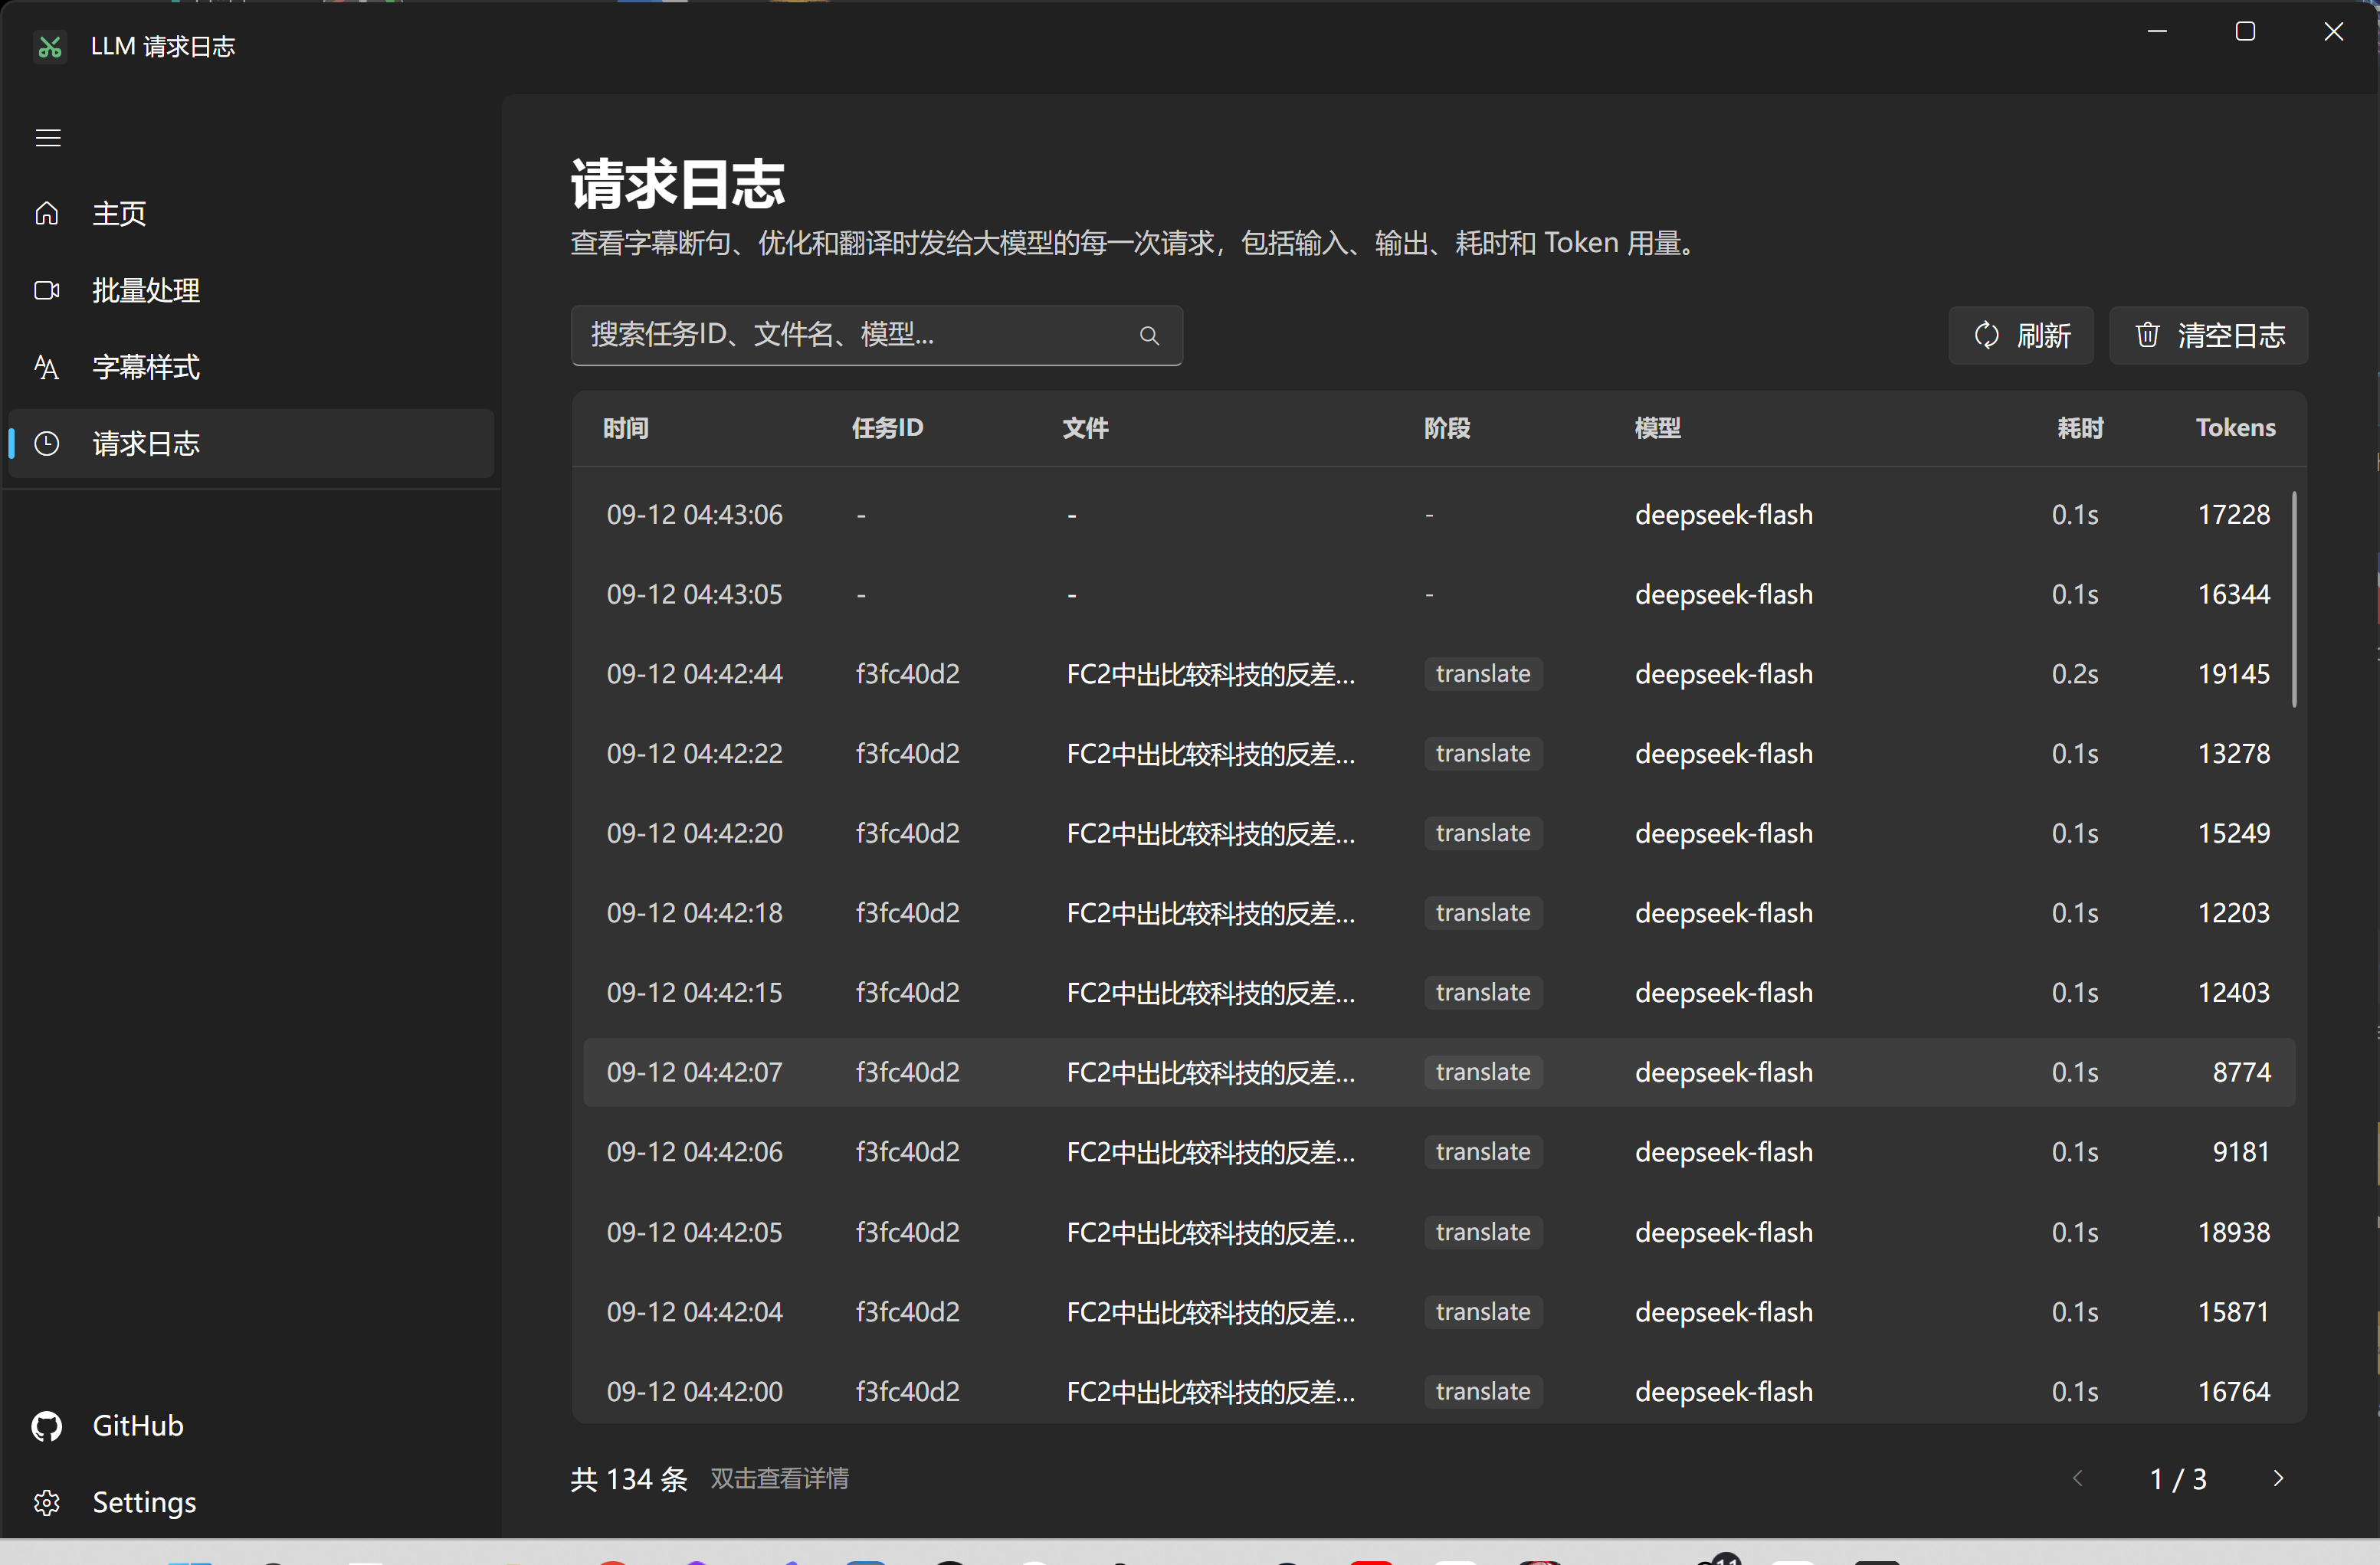 LLM 请求日志
主页
批量处理
字幕样式
请求日志
GitHub
Settings
请求日志
查看字幕断句、优化和翻译时发给大模型的每一次请求，包括输入、输出、耗时和 Token 用量。
搜索任务ID、文件名、模型...
刷新
清空日志
时间 任务ID 文件 阶段 模型 耗时 Tokens
09-12 04:43:06 - - - deepseek-flash 0.1s 17228
09-12 04:43:05 - - - deepseek-flash 0.1s 16344
09-12 04:42:44 f3fc40d2 FC2中出比较科技的反差... translate deepseek-flash 0.2s 19145
09-12 04:42:22 f3fc40d2 FC2中出比较科技的反差... translate deepseek-flash 0.1s 13278
09-12 04:42:20 f3fc40d2 FC2中出比较科技的反差... translate deepseek-flash 0.1s 15249
09-12 04:42:18 f3fc40d2 FC2中出比较科技的反差... translate deepseek-flash 0.1s 12203
09-12 04:42:15 f3fc40d2 FC2中出比较科技的反差... translate deepseek-flash 0.1s 12403
09-12 04:42:07 f3fc40d2 FC2中出比较科技的反差... translate deepseek-flash 0.1s 8774
09-12 04:42:06 f3fc40d2 FC2中出比较科技的反差... translate deepseek-flash 0.1s 9181
09-12 04:42:05 f3fc40d2 FC2中出比较科技的反差... translate deepseek-flash 0.1s 18938
09-12 04:42:04 f3fc40d2 FC2中出比较科技的反差... translate deepseek-flash 0.1s 15871
09-12 04:42:00 f3fc40d2 FC2中出比较科技的反差... translate deepseek-flash 0.1s 16764
共 134 条 双击查看详情
1 / 3
11